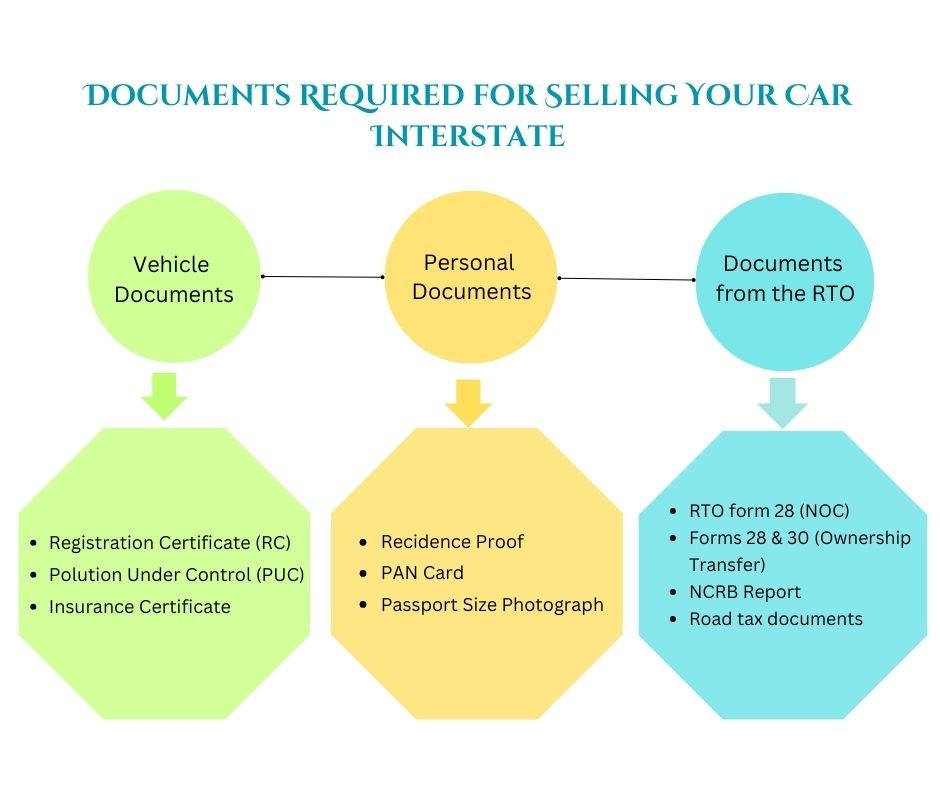 Documents Required for Selling Your Car
Interstate
Vehicle
Documents
Personal
Documents
Documents
from the RTO
• Registration Certificate (RC)
• Polution Under Control (PUC)
• Insurance Certificate
• Recidence Proof
• PAN Card
• Passport Size Photograph
• RTO form 28 (NOC)
• Forms 28 & 30 (Ownership
Transfer)
• NCRB Report
• Road tax documents